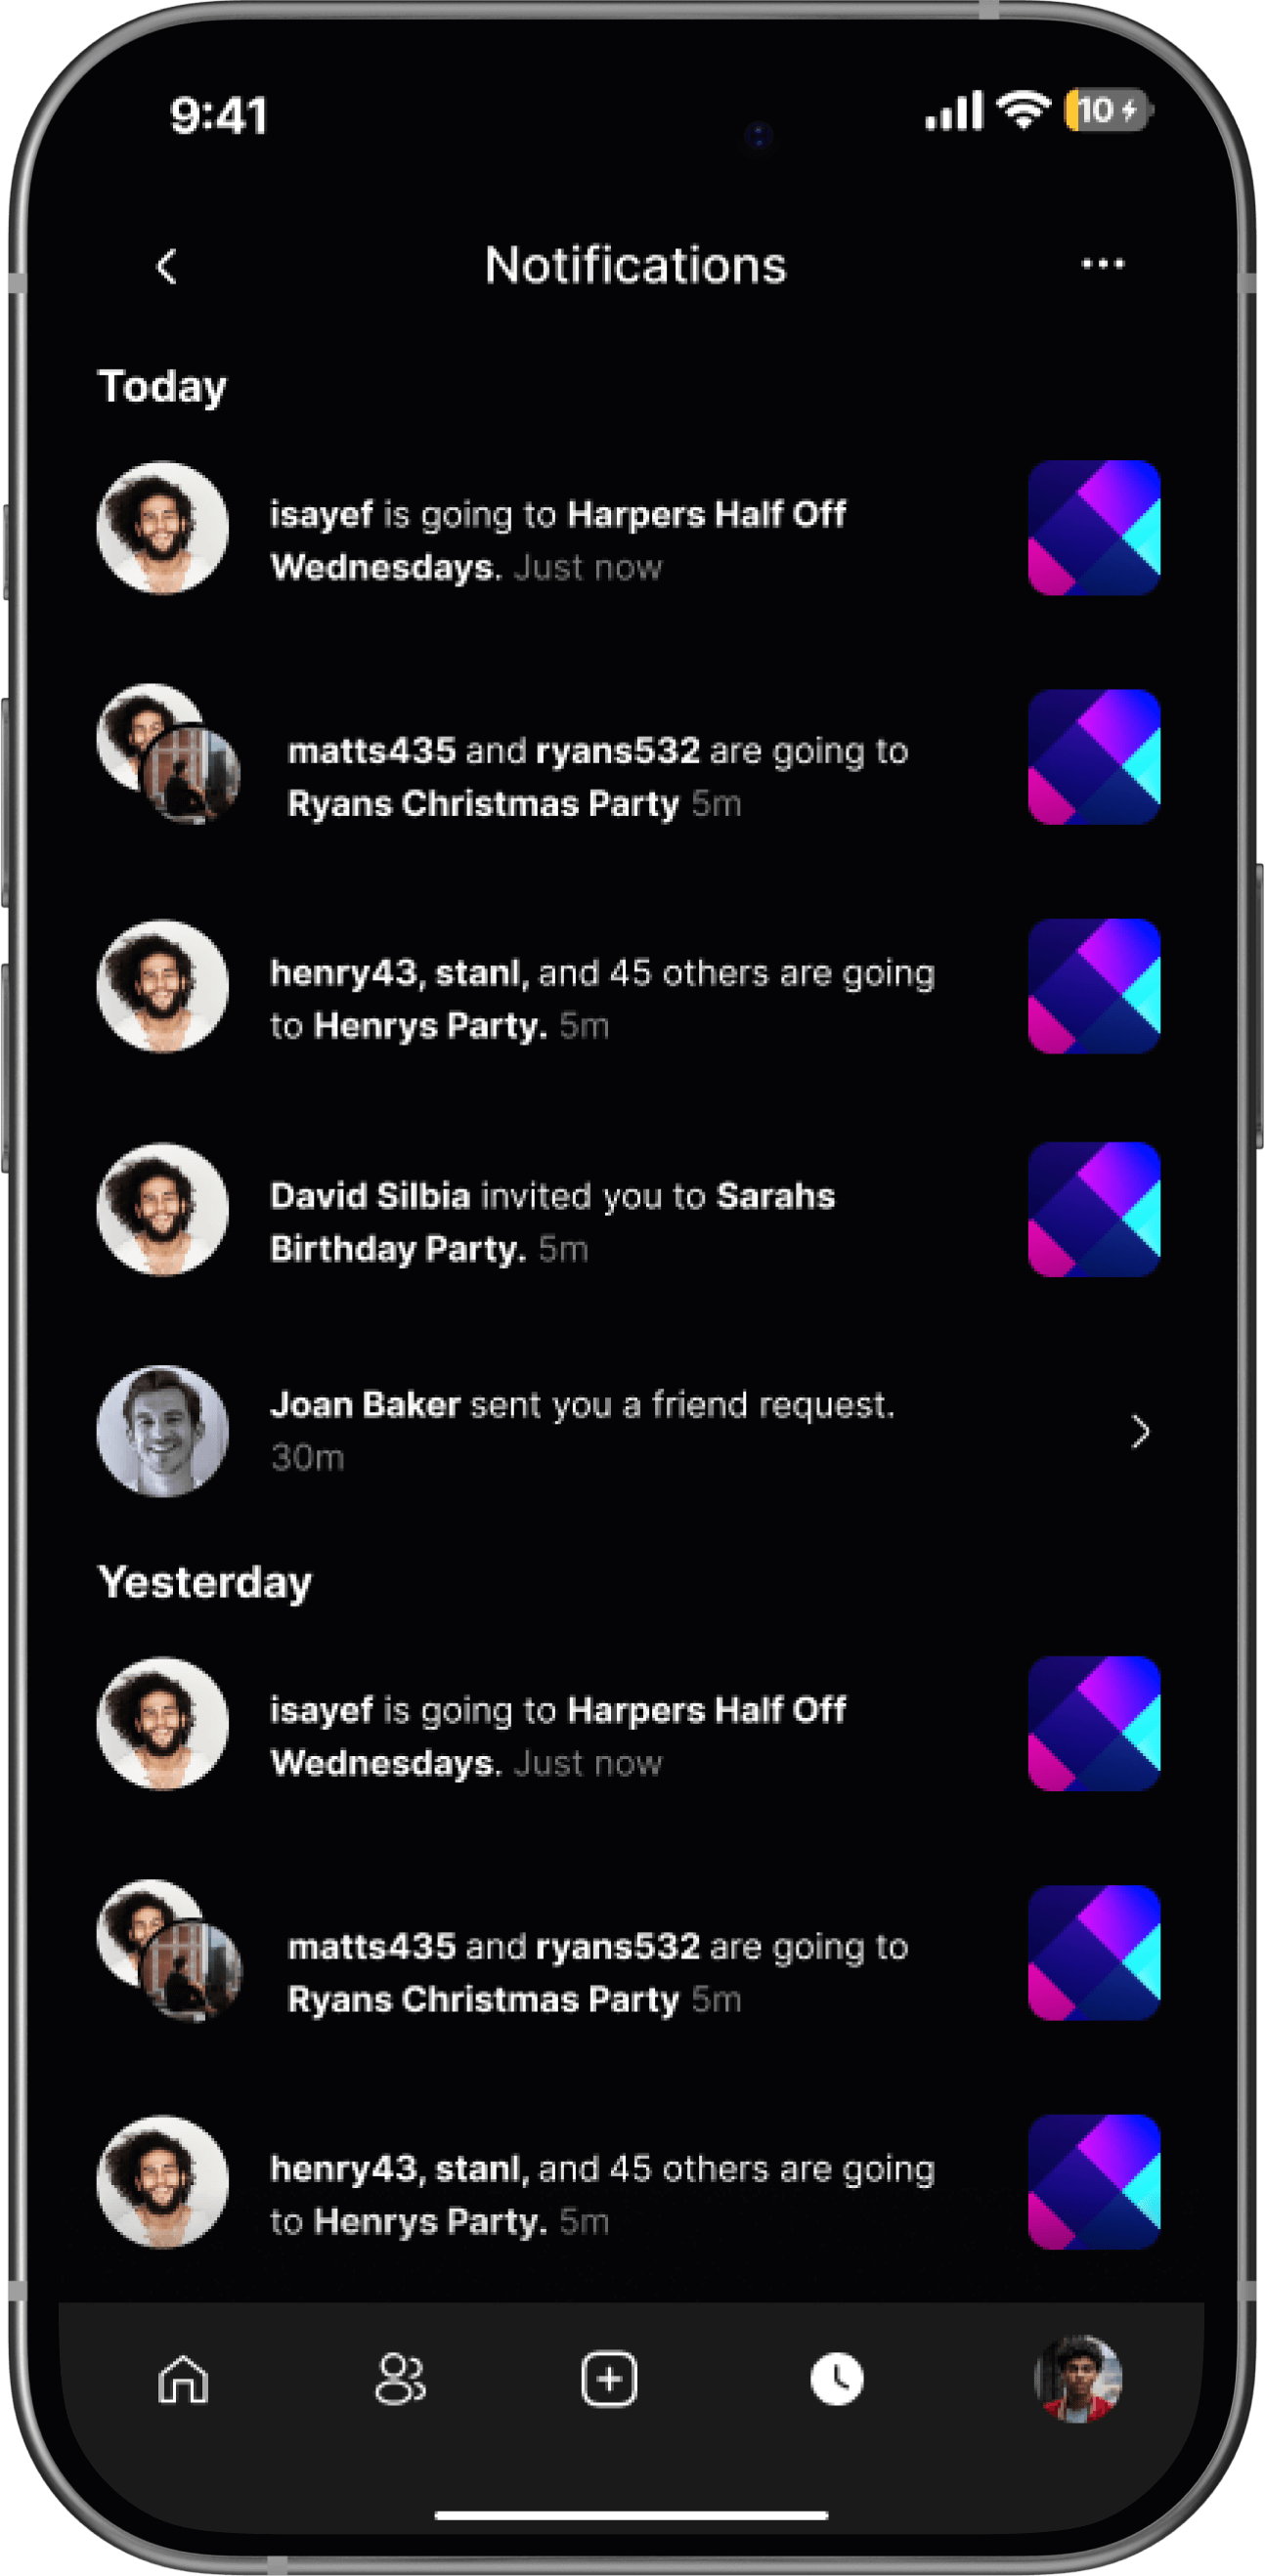 9:41
10
Notifications
Today
isayef is going to Harpers Half Off
Wednesdays. Just now
matts435 and ryans532 are going to
Ryans Christmas Party 5m
henry43, stanl, and 45 others are going
to Henrys Party. 5m
David Silbia invited you to Sarahs
Birthday Party. 5m
Joan Baker sent you a friend request.
30m
Yesterday
isayef is going to Harpers Half Off
Wednesdays. Just now
matts435 and ryans532 are going to
Ryans Christmas Party 5m
henry43, stanl, and 45 others are going
to Henrys Party. 5m